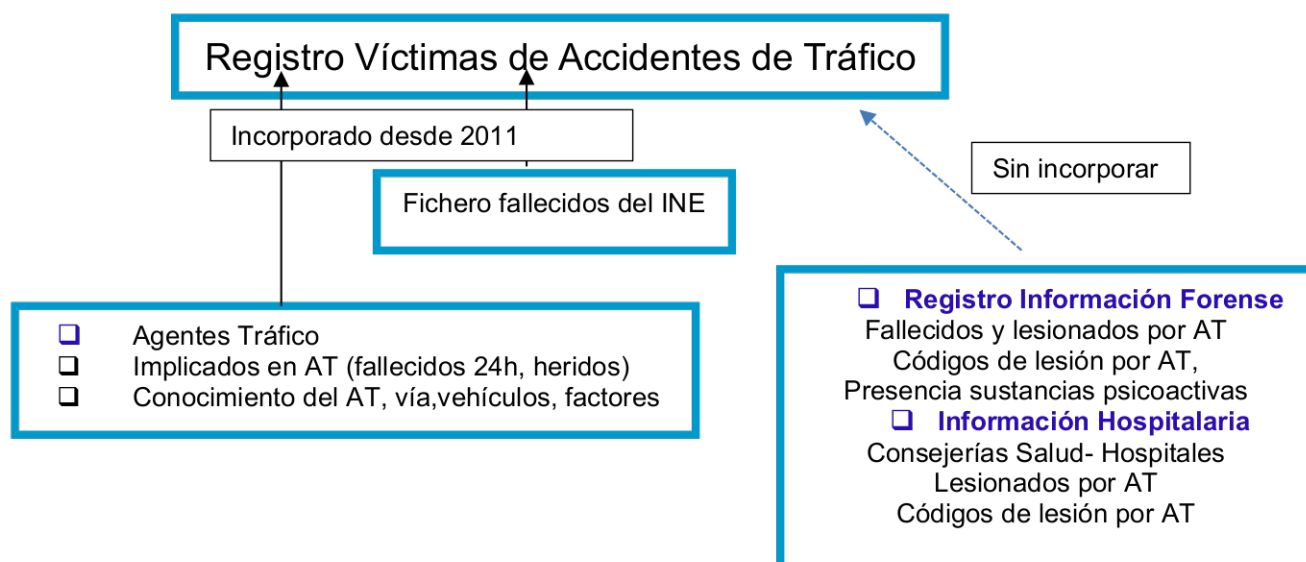 Registro Víctimas de Accidentes de Tráfico
Incorporado desde 2011
Sin incorporar
Fichero fallecidos del INE
Agentes Tráfico
Implicados en AT (fallecidos 24h, heridos)
Conocimiento del AT, vía,vehículos, factores
Registro Información Forense
Fallecidos y lesionados por AT
Códigos de lesión por AT,
Presencia sustancias psicoactivas
Información Hospitalaria
Consejerías Salud- Hospitales
Lesionados por AT
Códigos de lesión por AT